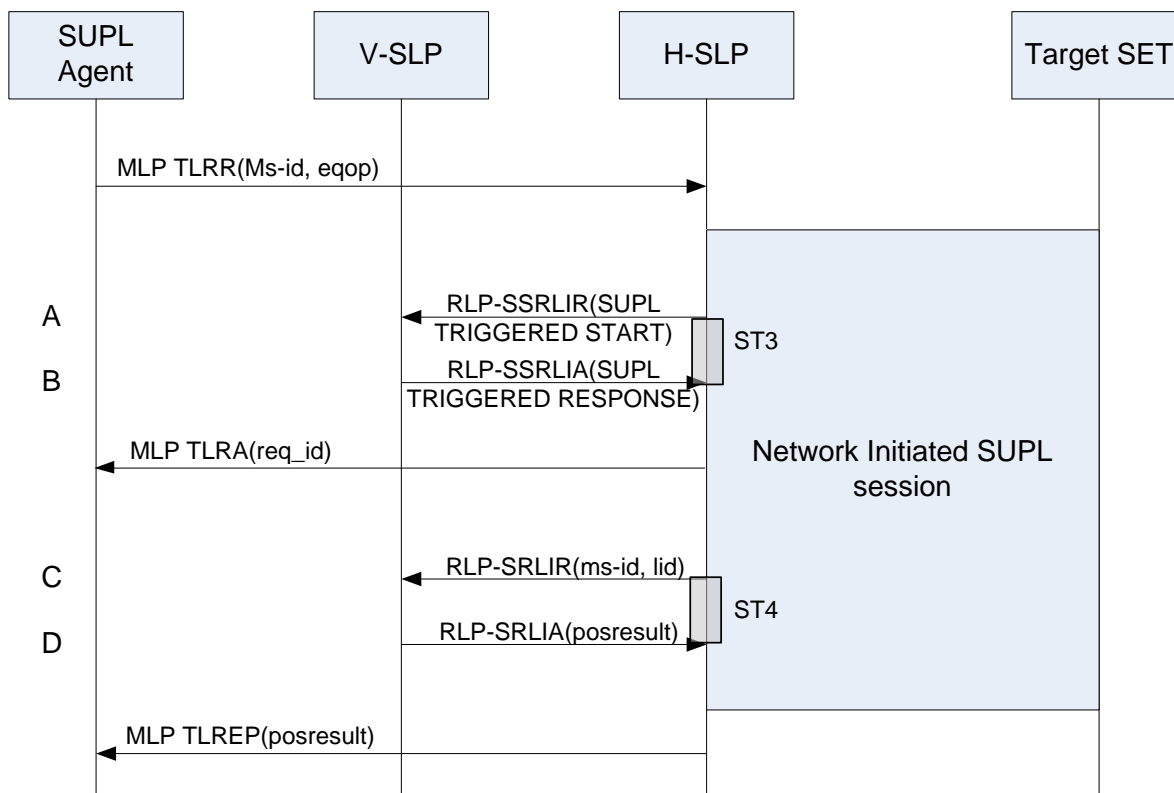 SUPL
Agent
V-SLP
H-SLP
Target SET
MLP TLRR(Ms-id, eqop)
A
RLP-SSRLIR(SUPL
TRIGGERED START)
ST3
B
RLP-SSRLIA(SUPL
TRIGGERED RESPONSE)
MLP TLRA(req_id)
Network Initiated SUPL
session
C
RLP-SRLIR(ms-id, lid)
ST4
D
RLP-SRLIA(posresult)
MLP TLREP(posresult)